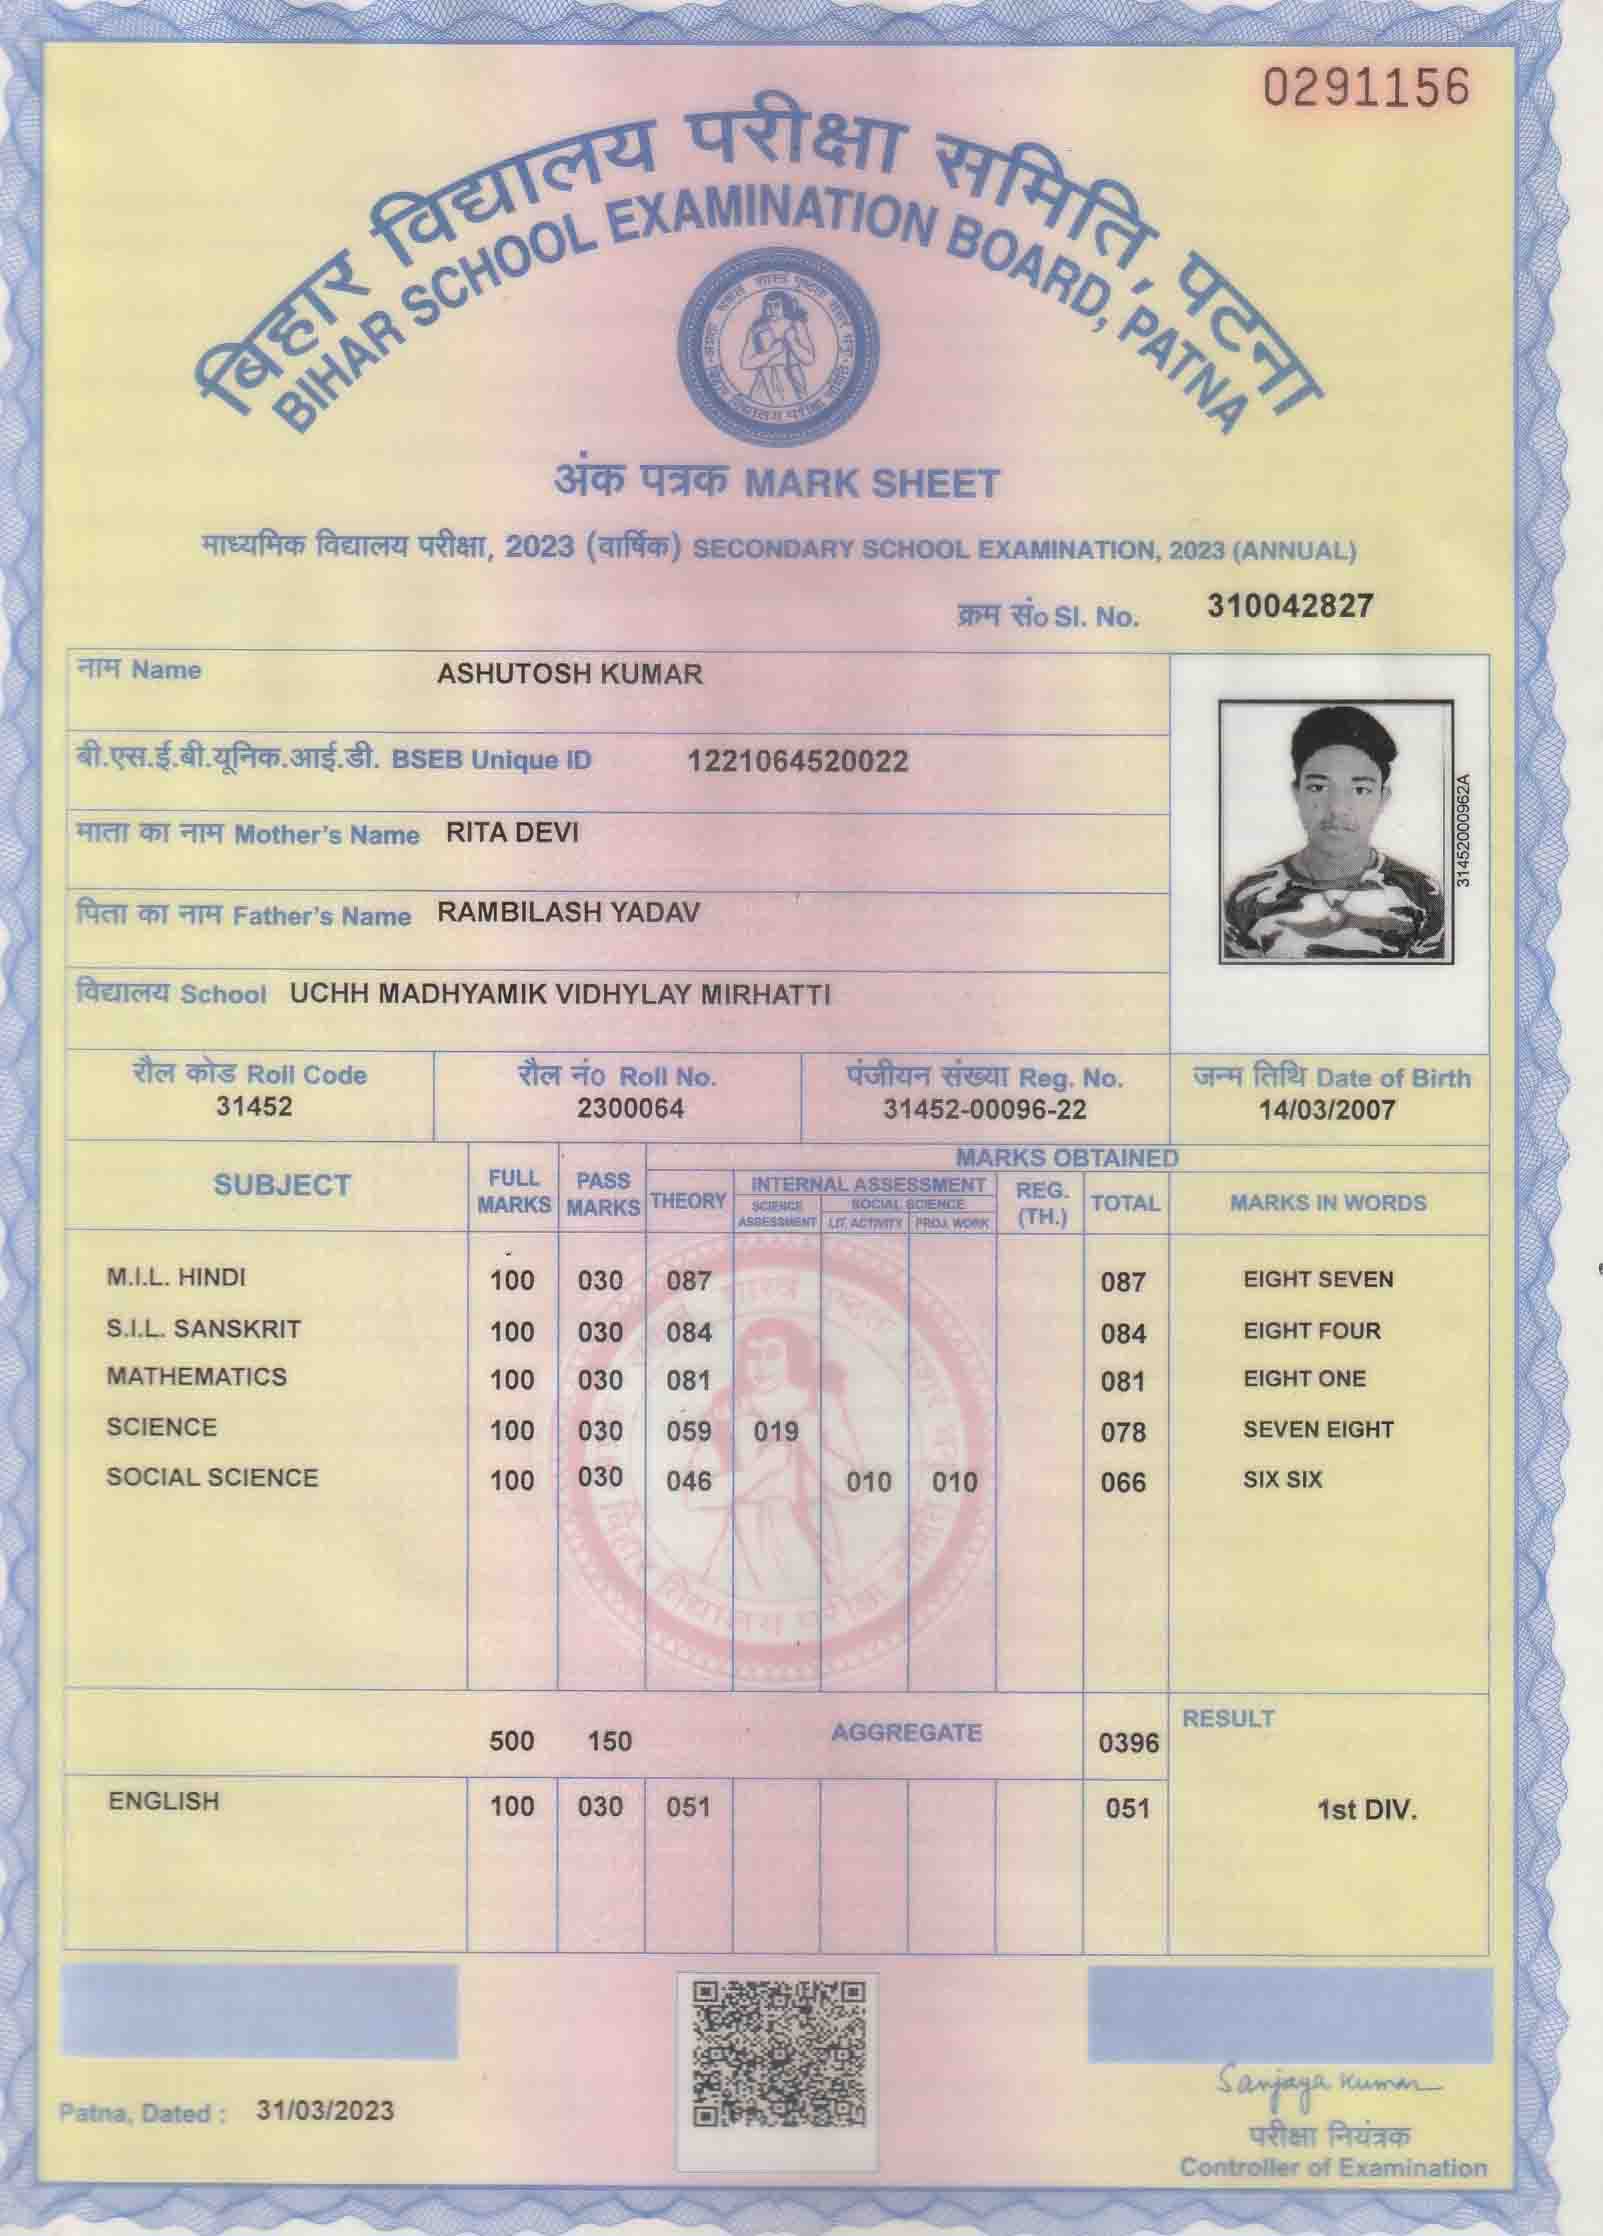 0291156
बिहार विद्यालय परीक्षा समिति, पटना
BIHAR SCHOOL EXAMINATION BOARD, PATNA
अंक पत्रक MARK SHEET
माध्यमिक विद्यालय परीक्षा, 2023 (वार्षिक) SECONDARY SCHOOL EXAMINATION, 2023 (ANNUAL)
क्रम सं० Sl. No. 310042827
नाम Name ASHUTOSH KUMAR
बी.एस.ई.बी.यूनिक.आई.डी. BSEB Unique ID 1221064520022
माता का नाम Mother's Name RITA DEVI
पिता का नाम Father's Name RAMBILASH YADAV
विद्यालय School UCHH MADHYAMIK VIDHYLAY MIRHATTI
31452000962A
रौल कोड Roll Code रौल नं० Roll No. पंजीयन संख्या Reg. No. जन्म तिथि Date of Birth
31452 2300064 31452-00096-22 14/03/2007
SUBJECT FULL MARKS PASS MARKS MARKS OBTAINED
THEORY INTERNAL ASSESSMENT REG. (TH.) TOTAL MARKS IN WORDS
SCIENCE ASSESSMENT SOCIAL SCIENCE
LIT. ACTIVITY PROJ. WORK
M.I.L. HINDI 100 030 087 087 EIGHT SEVEN
S.I.L. SANSKRIT 100 030 084 084 EIGHT FOUR
MATHEMATICS 100 030 081 081 EIGHT ONE
SCIENCE 100 030 059 019 078 SEVEN EIGHT
SOCIAL SCIENCE 100 030 046 010 010 066 SIX SIX
500 150 AGGREGATE 0396 RESULT
ENGLISH 100 030 051 051 1st DIV.
Patna, Dated : 31/03/2023
Sanjaya Kumar
परीक्षा नियंत्रक
Controller of Examination